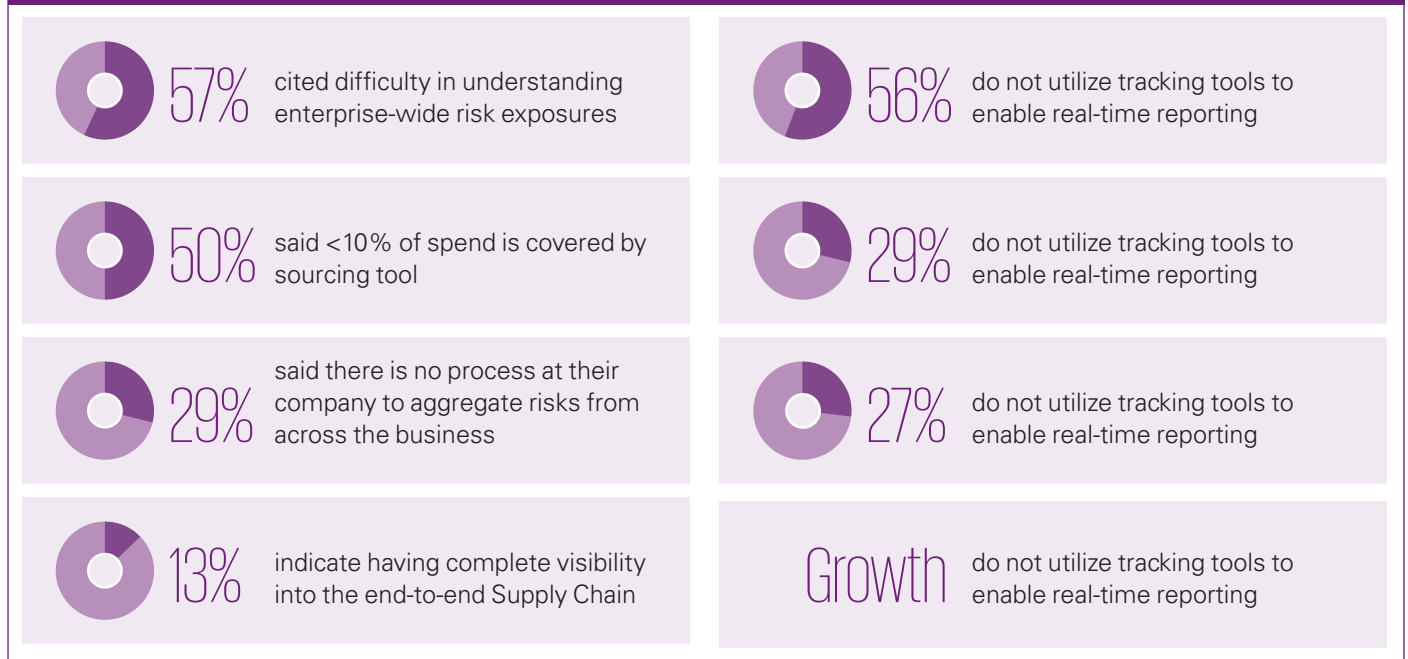 57%
cited difficulty in understanding
enterprise-wide risk exposures
50%
said <10% of spend is covered by
sourcing tool
29%
said there is no process at their
company to aggregate risks from
across the business
13%
indicate having complete visibility
into the end-to-end Supply Chain
56%
do not utilize tracking tools to
enable real-time reporting
29%
do not utilize tracking tools to
enable real-time reporting
27%
do not utilize tracking tools to
enable real-time reporting
Growth
do not utilize tracking tools to
enable real-time reporting